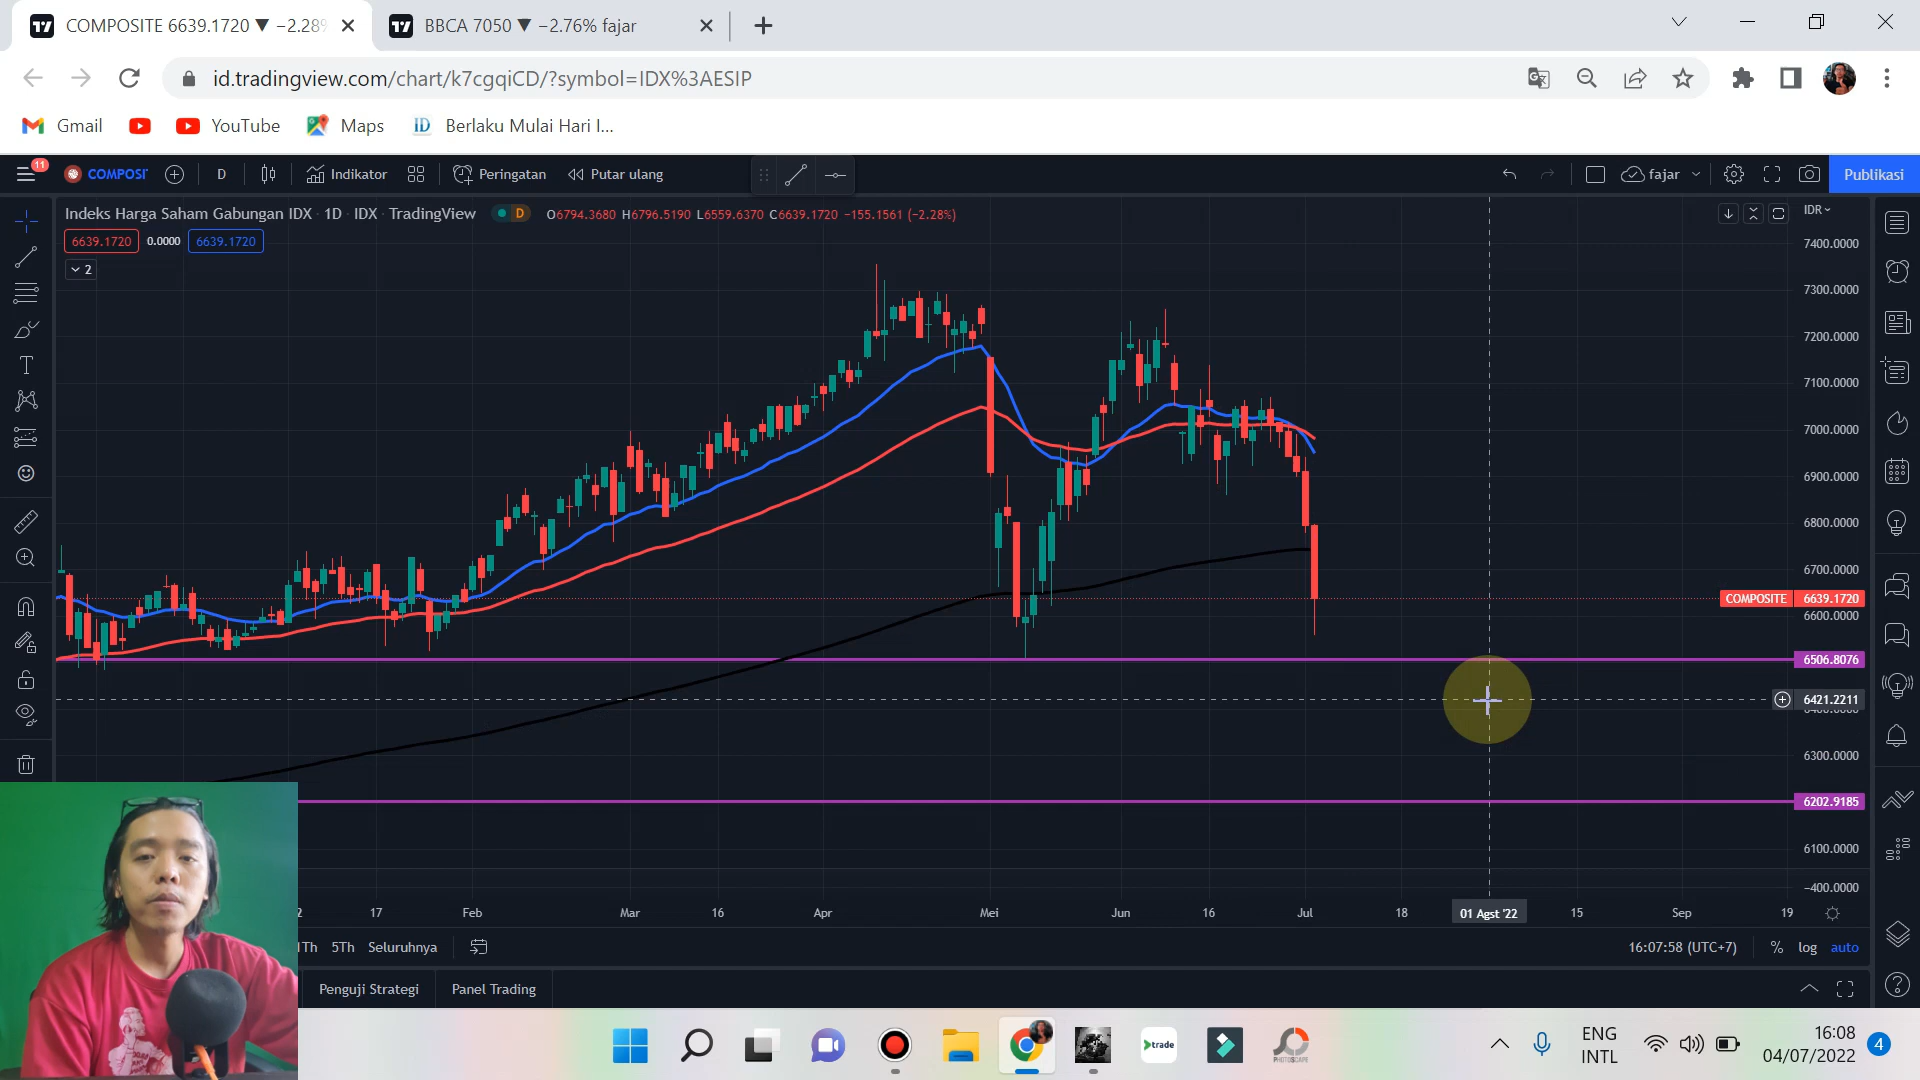 COMPOSITE 6639.1720 ▼ −2.28%
BBCA 7050 ▼ −2.76% fajar
id.tradingview.com/chart/k7cgqiCD/?symbol=IDX%3AESIP
Gmail
YouTube
Maps
ID
Berlaku Mulai Hari I...
11
COMPOSI
D
Indikator
Peringatan
Putar ulang
fajar
Publikasi
Indeks Harga Saham Gabungan IDX · 1D · IDX · TradingView
D
O6794.3680 H6796.5190 L6559.6370 C6639.1720 −155.1561 (−2.28%)
IDR
6639.1720
0.0000
6639.1720
2
7400.0000
7300.0000
7200.0000
7100.0000
7000.0000
6900.0000
6800.0000
6700.0000
COMPOSITE 6639.1720
6600.0000
6506.8076
6421.2211
6300.0000
6202.9185
6100.0000
−400.0000
2
17
Feb
Mar
16
Apr
Mei
Jun
16
Jul
18
01 Agst '22
15
Sep
19
1Th
5Th
Seluruhnya
16:07:58 (UTC+7)
%
log
auto
Penguji Strategi
Panel Trading
trade
PHOTOSCAPE
ENG
INTL
16:08
04/07/2022
4